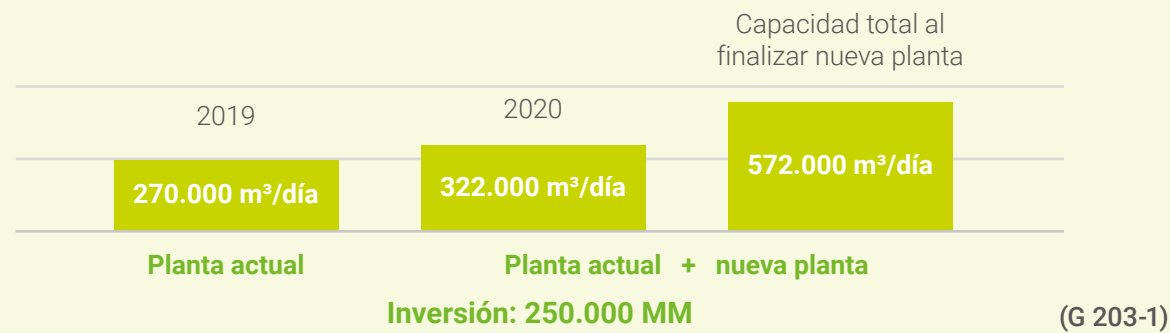 Capacidad total al
finalizar nueva planta
2019
2020
270.000 m³/día
322.000 m³/día
572.000 m³/día
Planta actual
Planta actual + nueva planta
Inversión: 250.000 MM
(G 203-1)